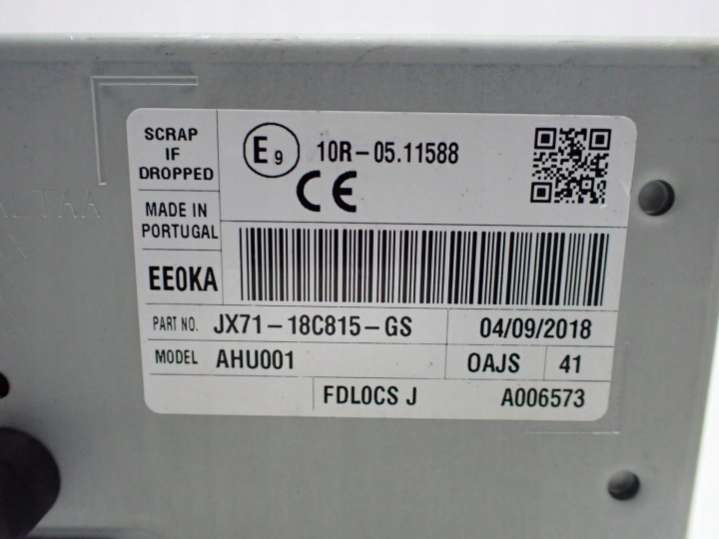 SCRAP
IF
DROPPED
E9 10R-05.11588
CE
MADE IN
PORTUGAL
EE0KA
PART NO. JX71-18C815-GS 04/09/2018
MODEL AHU001 OAJS 41
FDL0CS J A006573